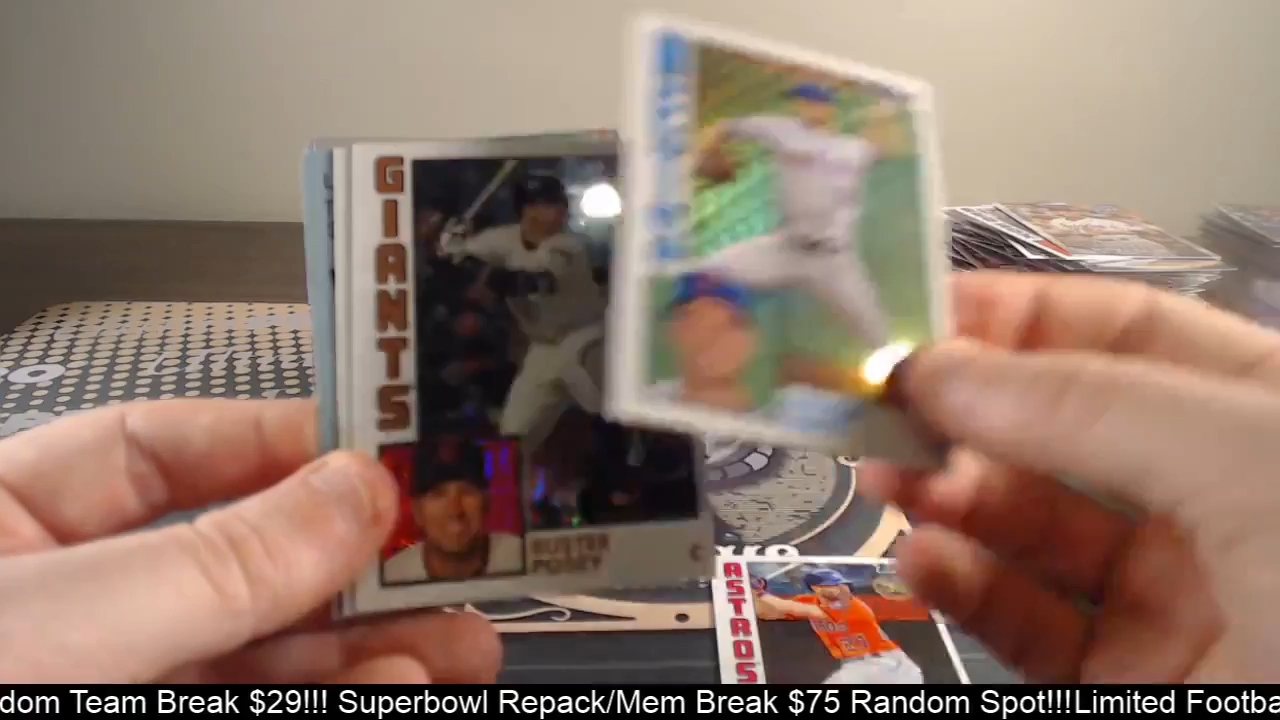 GIANTS
BUSTER
POSEY
C
ASTROS
dom Team Break $29!!! Superbowl Repack/Mem Break $75 Random Spot!!!Limited Footba